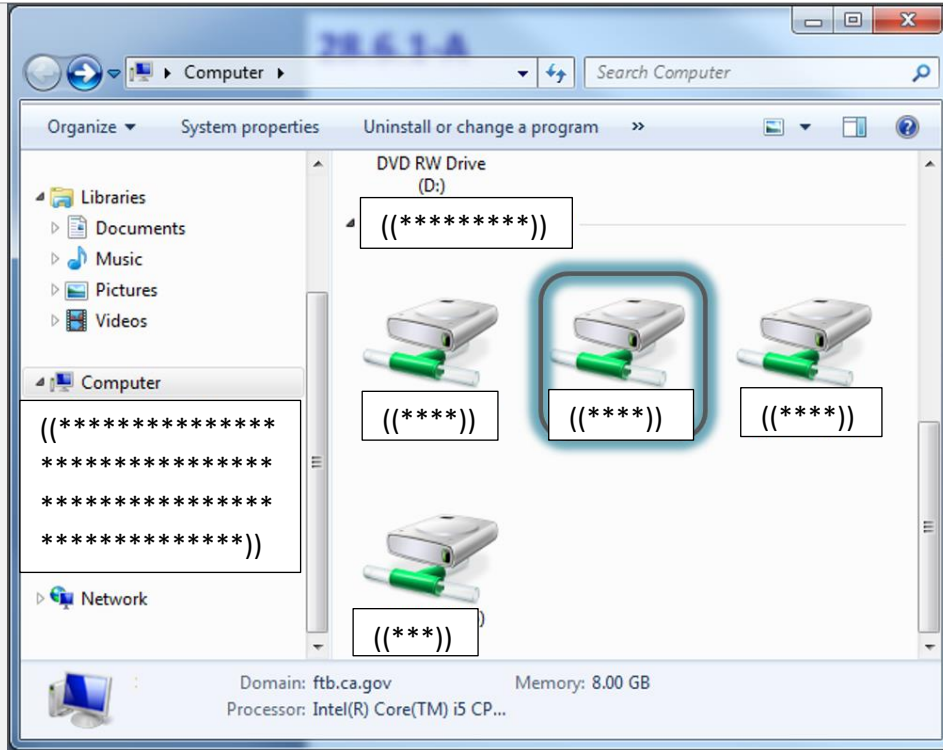 28.6.1-A
Computer
Search Computer
Organize
System properties
Uninstall or change a program
»
Libraries
Documents
Music
Pictures
Videos
Computer
((***************
****************
****************
**************))
Network
DVD RW Drive
(D:)
((*********))
((****))
((****))
((****))
((***))
)
Domain: ftb.ca.gov
Memory: 8.00 GB
Processor: Intel(R) Core(TM) i5 CP...